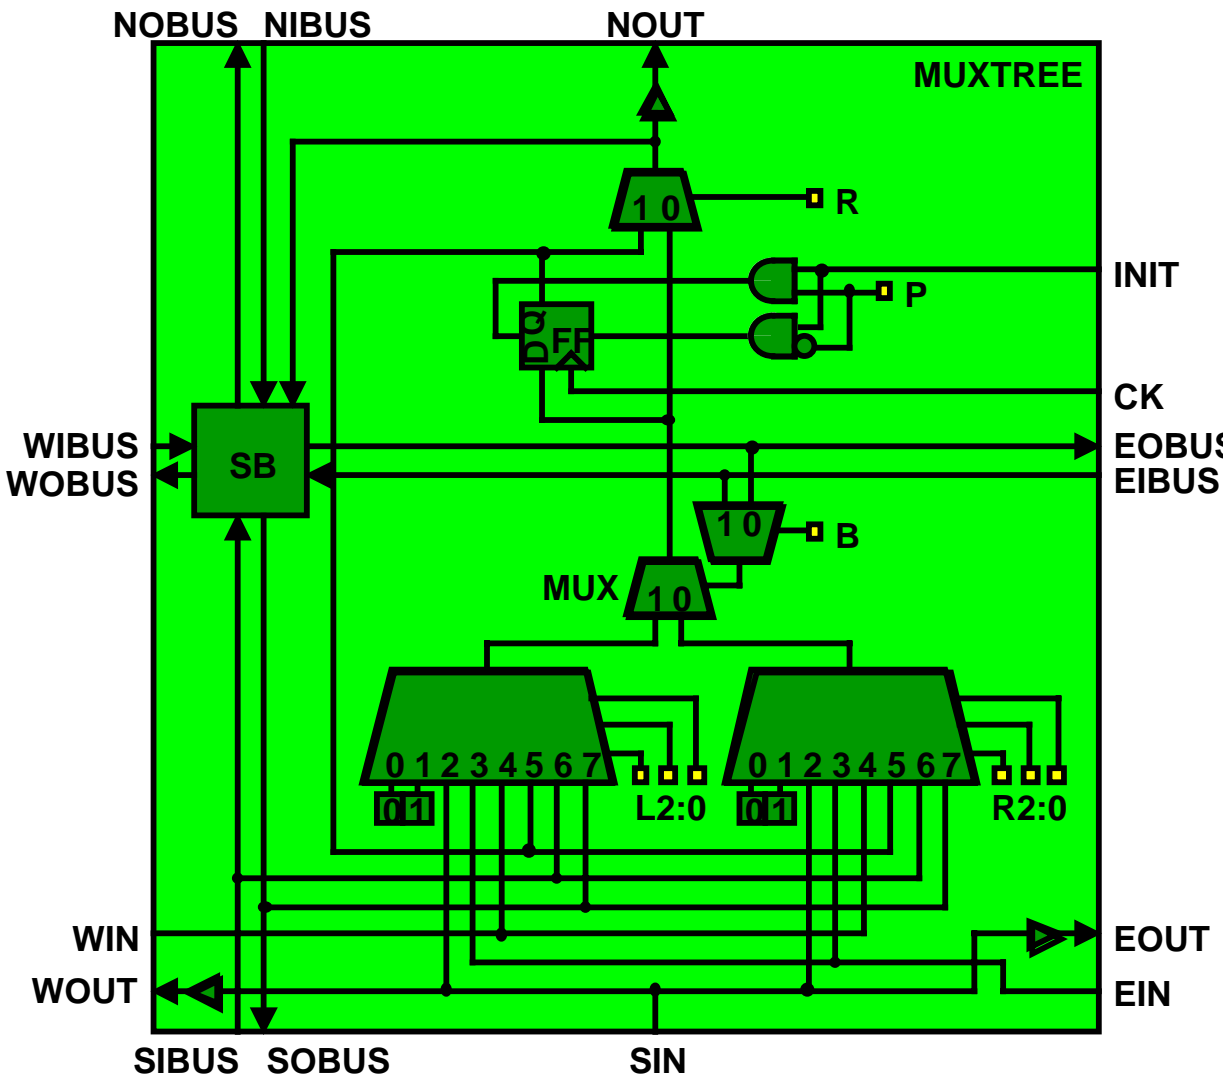 NOBUS NIBUS NOUT
MUXTREE
1 0 R
INIT
P
D Q FF
CK
WIBUS EOBUS
SB
WOBUS EIBUS
1 0 B
MUX 1 0
0 1 2 3 4 5 6 7 0 1 2 3 4 5 6 7
0 1 L2:0 0 1 R2:0
WIN EOUT
WOUT EIN
SIBUS SOBUS SIN